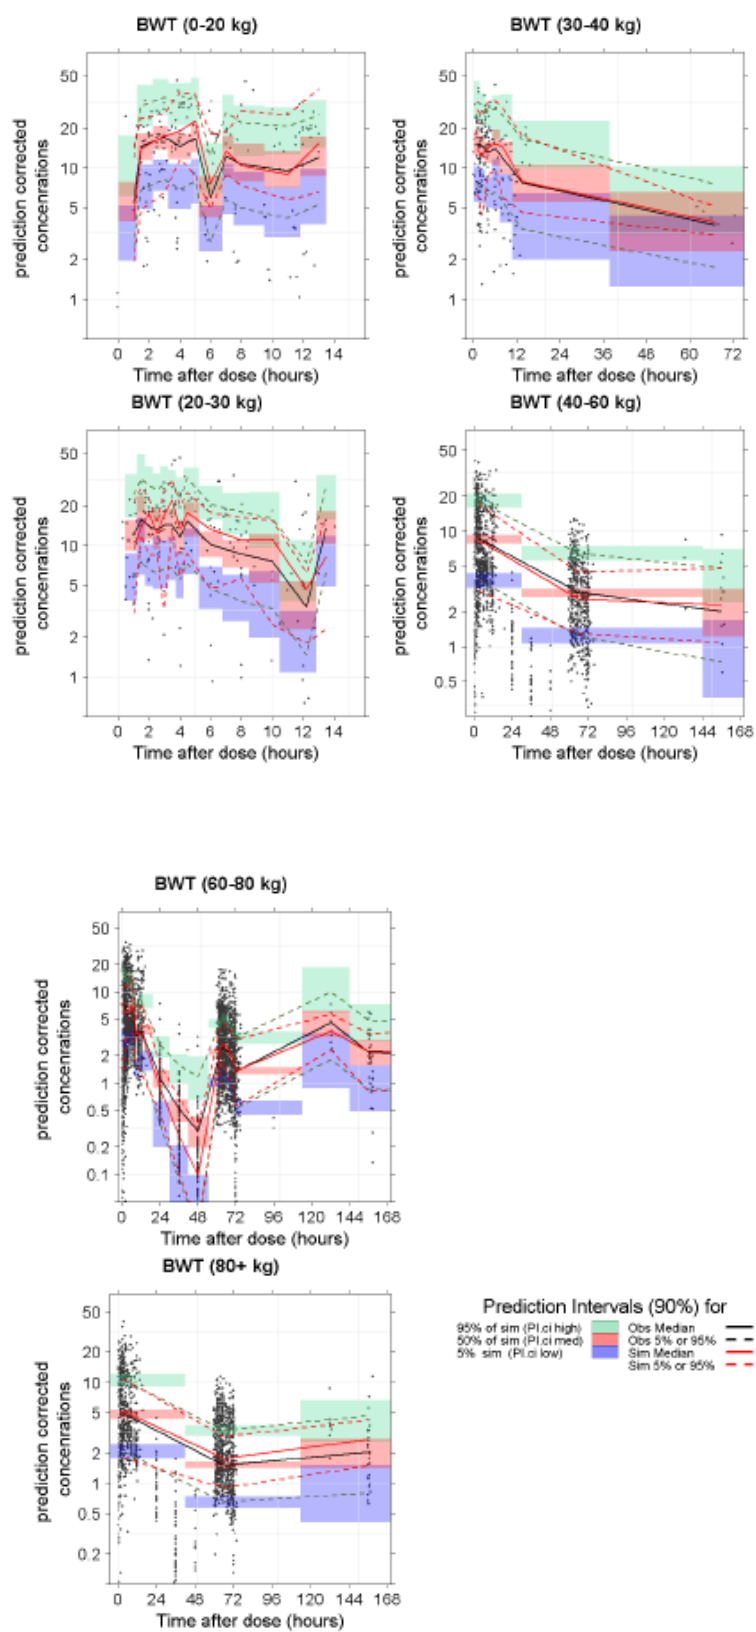 BWT (0-20 kg)
prediction corrected
concenrations
50
20
10
5
2
1
0 2 4 6 8 10 12 14
Time after dose (hours)
BWT (30-40 kg)
prediction corrected
concenrations
50
20
10
5
2
1
0 12 24 36 48 60 72
Time after dose (hours)
BWT (20-30 kg)
prediction corrected
concenrations
50
20
10
5
2
1
0 2 4 6 8 10 12 14
Time after dose (hours)
BWT (40-60 kg)
prediction corrected
concenrations
50
20
10
5
2
1
0.5
0 24 48 72 96 120 144 168
Time after dose (hours)
BWT (60-80 kg)
prediction corrected
concenrations
50
20
10
5
2
1
0.5
0.2
0.1
0 24 48 72 96 120 144 168
Time after dose (hours)
BWT (80+ kg)
prediction corrected
concenrations
50
20
10
5
2
1
0.5
0.2
0 24 48 72 96 120 144 168
Time after dose (hours)
Prediction Intervals (90%) for
95% of sim (PI.ci high) Obs Median
50% of sim (PI.ci med) Obs 5% or 95%
5% sim (PI.ci low) Sim Median
Sim 5% or 95%